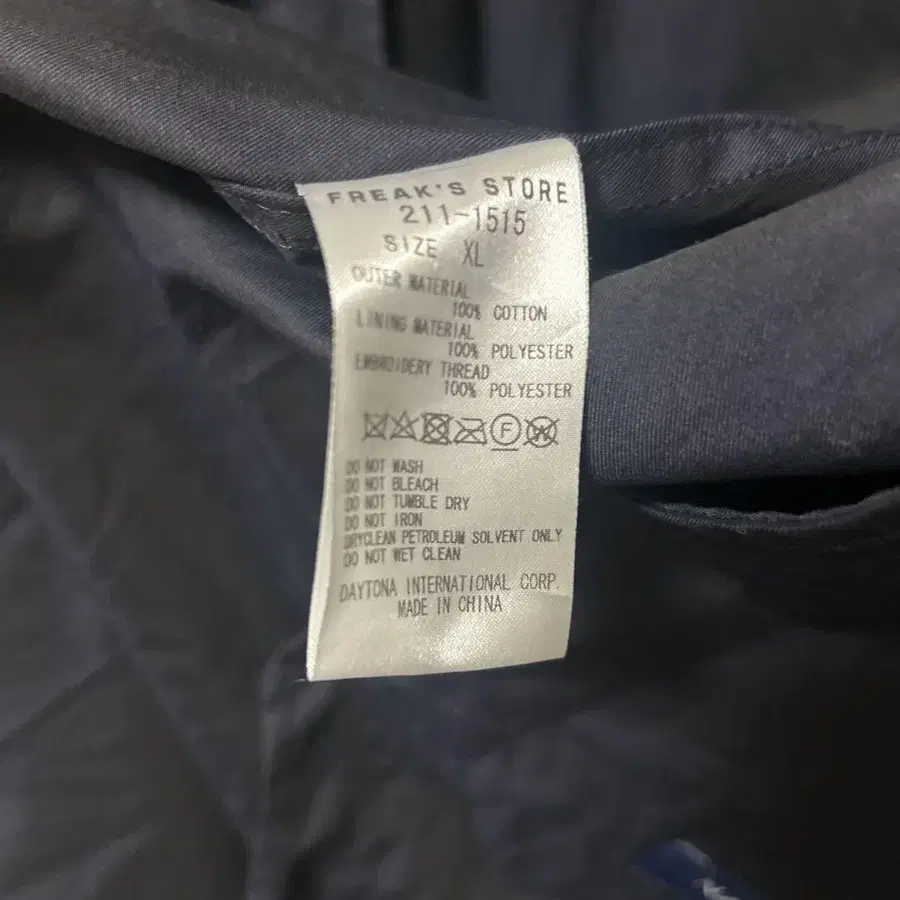 FREAK'S STORE
211-1515
SIZE XL
OUTER MATERIAL
100% COTTON
LINING MATERIAL
100% POLYESTER
EMBROIDERY THREAD
100% POLYESTER
F W
DO NOT WASH
DO NOT BLEACH
DO NOT TUMBLE DRY
DO NOT IRON
DRYCLEAN PETROLEUM SOLVENT ONLY
DO NOT WET CLEAN
DAYTONA INTERNATIONAL CORP.
MADE IN CHINA